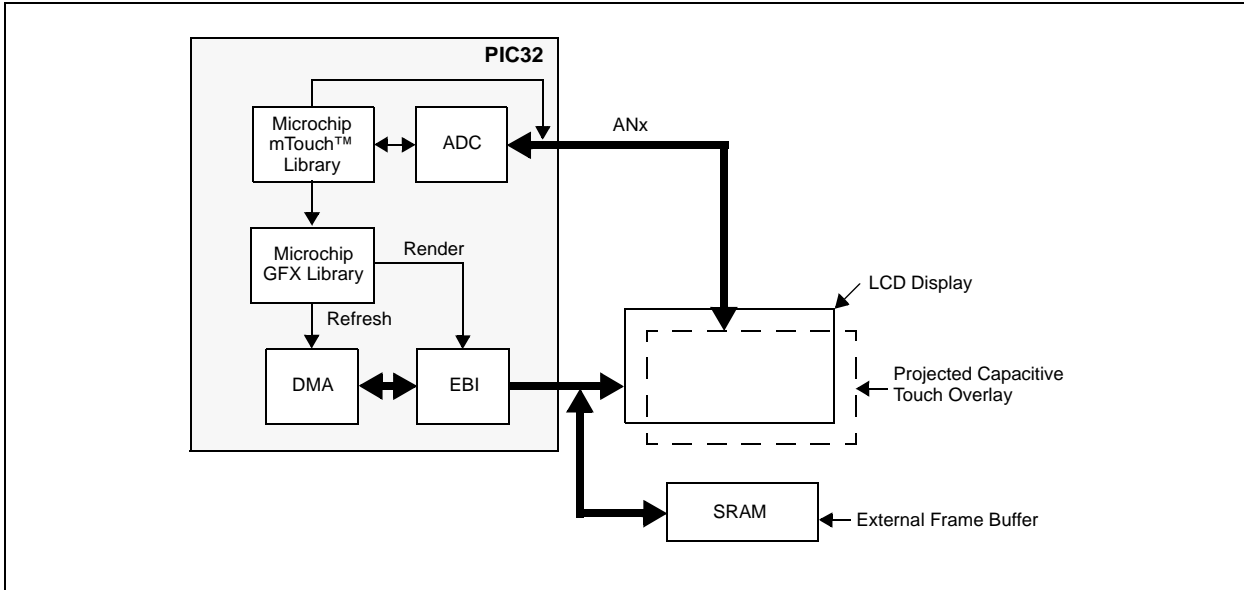 PIC32
Microchip
mTouch™
Library
ADC
ANx
Microchip
GFX Library
Render
Refresh
DMA
EBI
LCD Display
Projected Capacitive
Touch Overlay
SRAM
External Frame Buffer